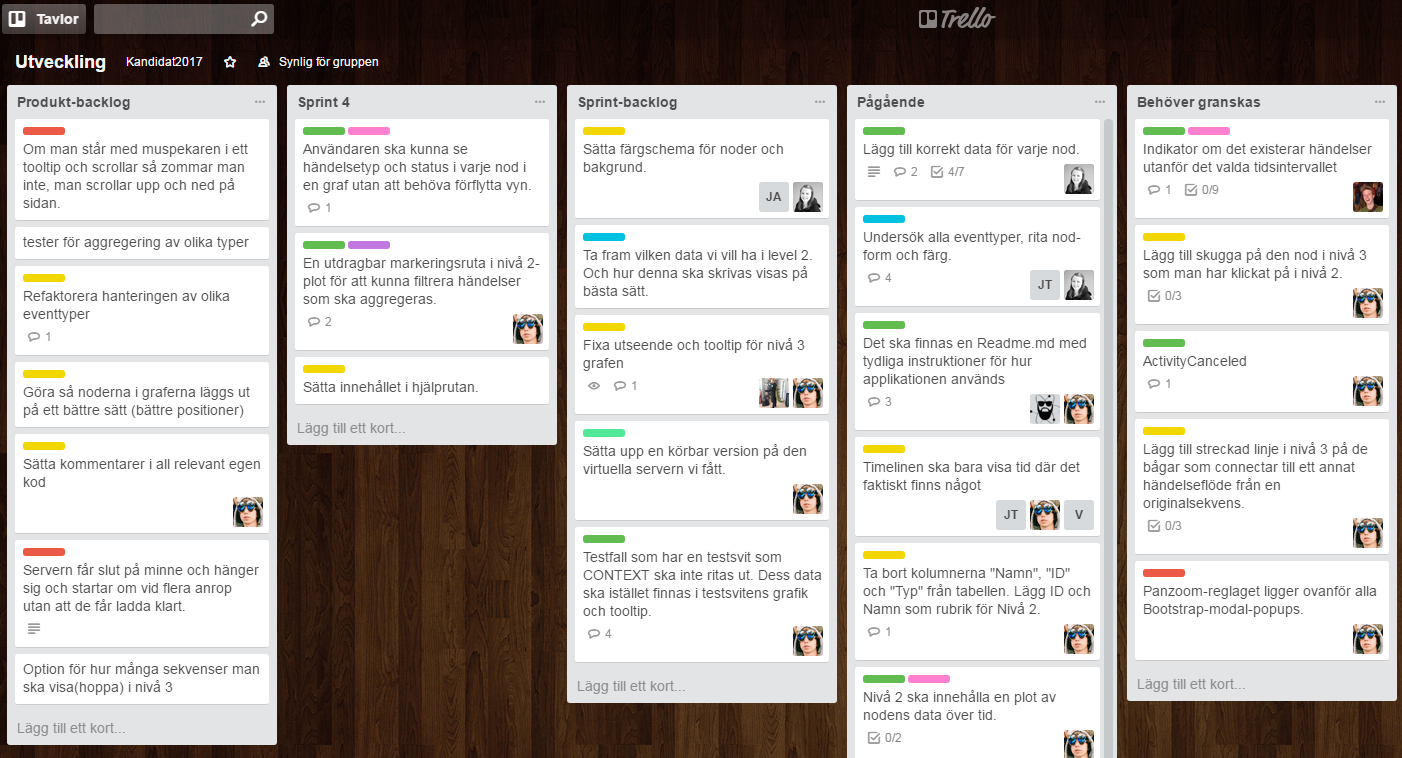 Tavlor
Trello
Utveckling
Kandidat2017
Synlig för gruppen
Produkt-backlog
Om man står med muspekaren i ett
tooltip och scrollar så zommar man
inte, man scrollar upp och ned på
sidan.
tester för aggregering av olika typer
Refaktorera hanteringen av olika
eventtyper
1
Göra så noderna i graferna läggs ut
på ett bättre sätt (bättre positioner)
Sätta kommentarer i all relevant egen
kod
Servern får slut på minne och hänger
sig och startar om vid flera anrop
utan att de får ladda klart.
Option för hur många sekvenser man
ska visa(hoppa) i nivå 3
Lägg till ett kort...
Sprint 4
Användaren ska kunna se
händelsetyp och status i varje nod i
en graf utan att behöva förflytta vyn.
1
En utdragbar markeringsruta i nivå 2-
plot för att kunna filtrera händelser
som ska aggregeras.
2
Sätta innehållet i hjälprutan.
Lägg till ett kort...
Sprint-backlog
Sätta färgschema för noder och
bakgrund.
JA
Ta fram vilken data vi vill ha i level 2.
Och hur denna ska skrivas visas på
bästa sätt.
Fixa utseende och tooltip för nivå 3
grafen
1
Sätta upp en körbar version på den
virtuella servern vi fått.
Testfall som har en testsvit som
CONTEXT ska inte ritas ut. Dess data
ska istället finnas i testsvitens grafik
och tooltip.
4
Lägg till ett kort...
Pågående
Lägg till korrekt data för varje nod.
2 4/7
Undersök alla eventtyper, rita nod-
form och färg.
4
JT
Det ska finnas en Readme.md med
tydliga instruktioner för hur
applikationen används
3
Timelinen ska bara visa tid där det
faktiskt finns något
JT V
Ta bort kolumnerna "Namn", "ID"
och "Typ" från tabellen. Lägg ID och
Namn som rubrik för Nivå 2.
1
Nivå 2 ska innehålla en plot av
nodens data över tid.
0/2
Behöver granskas
Indikator om det existerar händelser
utanför det valda tidsintervallet
1 0/9
Lägg till skugga på den nod i nivå 3
som man har klickat på i nivå 2.
0/3
ActivityCanceled
1
Lägg till streckad linje i nivå 3 på de
bågar som connectar till ett annat
händelseflöde från en
originalsekvens.
0/3
Panzoom-reglaget ligger ovanför alla
Bootstrap-modal-popups.
Lägg till ett kort...